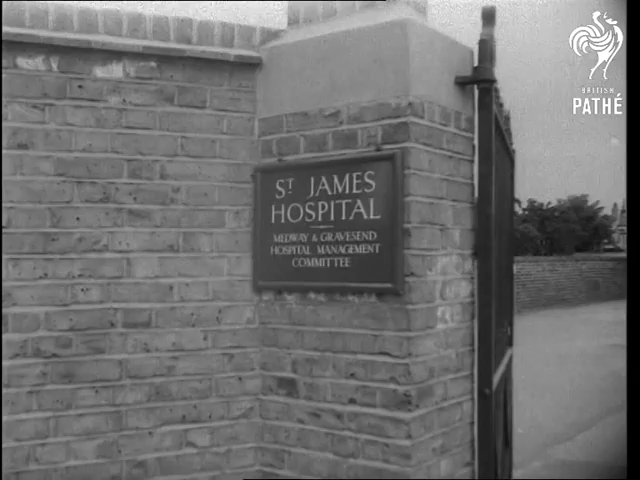 BRITISH
PATHÉ
ST JAMES
HOSPITAL
MEDWAY & GRAVESEND
HOSPITAL MANAGEMENT
COMMITTEE